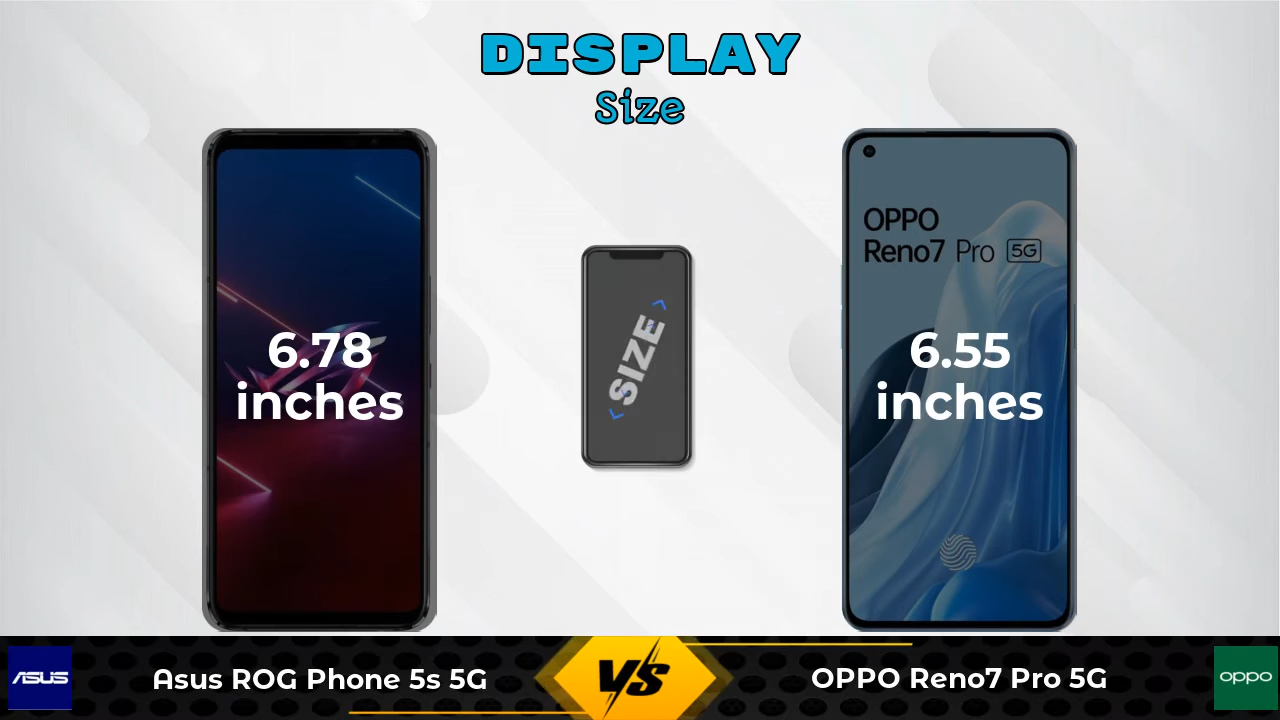 DISPLAY
Size
6.78
inches
SIZE
OPPO
Reno7 Pro 5G
6.55
inches
ASUS
Asus ROG Phone 5s 5G
VS
OPPO Reno7 Pro 5G
oppo